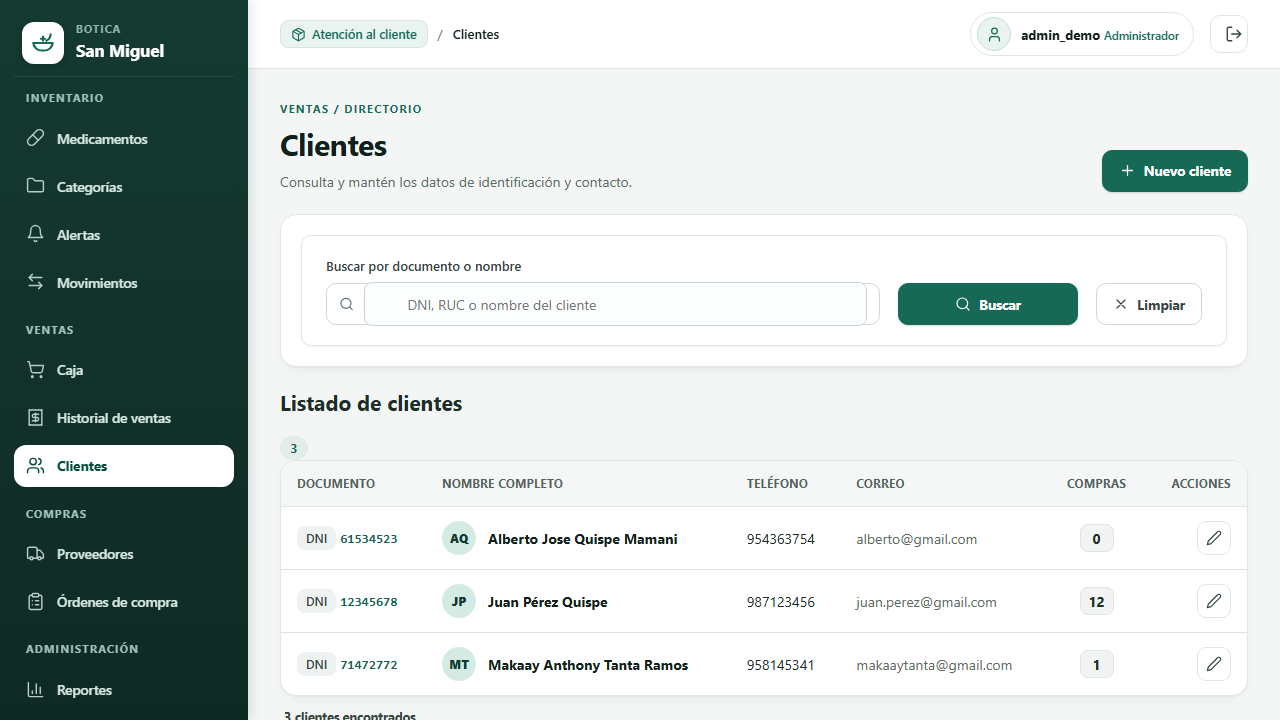 BOTICA
San Miguel
INVENTARIO
Medicamentos
Categorías
Alertas
Movimientos
VENTAS
Caja
Historial de ventas
Clientes
COMPRAS
Proveedores
Órdenes de compra
ADMINISTRACIÓN
Reportes
Atención al cliente / Clientes
admin_demo Administrador
VENTAS / DIRECTORIO
Clientes
Consulta y mantén los datos de identificación y contacto.
Nuevo cliente
Buscar por documento o nombre
DNI, RUC o nombre del cliente
Buscar
Limpiar
Listado de clientes
3
DOCUMENTO NOMBRE COMPLETO TELÉFONO CORREO COMPRAS ACCIONES
DNI 61534523 AQ Alberto Jose Quispe Mamani 954363754 alberto@gmail.com 0
DNI 12345678 JP Juan Pérez Quispe 987123456 juan.perez@gmail.com 12
DNI 71472772 MT Makaay Anthony Tanta Ramos 958145341 makaaytanta@gmail.com 1
3 clientes encontrados